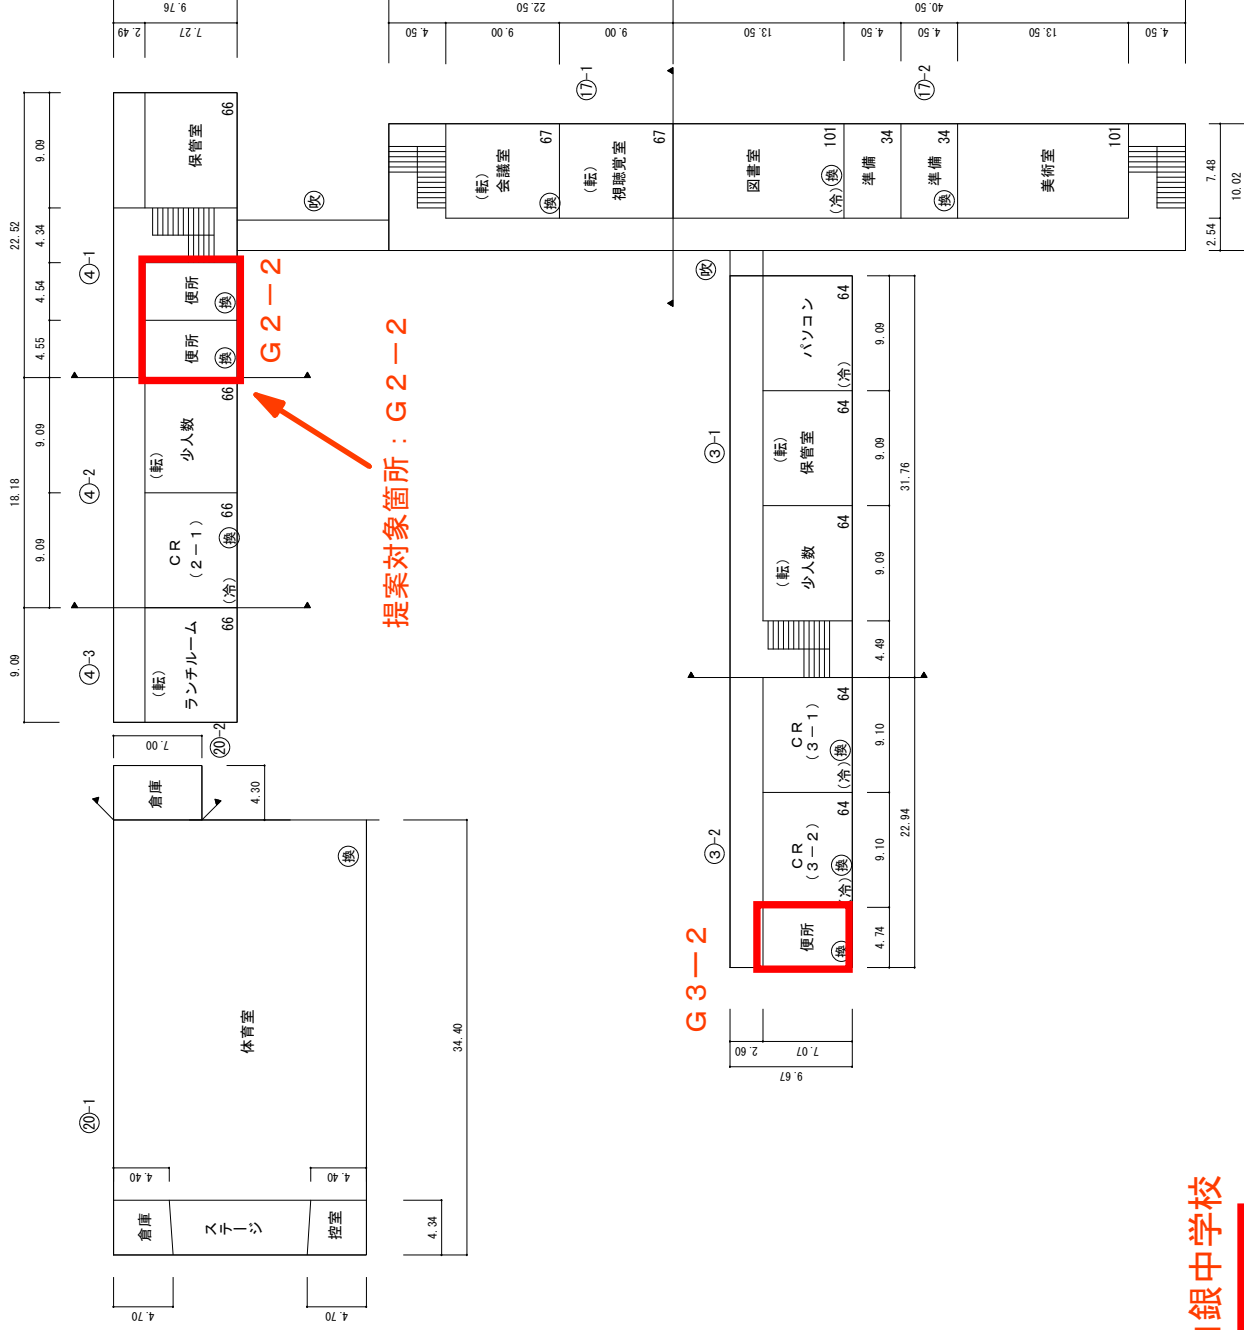 9.76
2.49
7.27
22.50
4.50
9.00
9.00
40.50
13.50
4.50
4.50
13.50
4.50
22.52
9.09
4.34
4.54
4.55
18.18
9.09
9.09
9.09
④-1
④-2
④-3
保管室
66
便所
換
便所
換
66
G2-2
(転)
少人数
66
CR
(2-1)
(冷)
換
66
(転)
ランチルーム
66
吹
提案対象箇所:G2-2
⑰-1
⑰-2
(転)
会議室
換
67
(転)
視聴覚室
67
図書室
(冷)
換
101
準備
34
準備
換
34
美術室
101
2.54
7.48
10.02
吹
③-1
③-2
パソコン
(冷)
64
(転)
保管室
64
(転)
少人数
64
CR
(3-1)
(冷)
換
64
CR
(3-2)
(冷)
換
64
便所
換
G3-2
9.09
9.09
9.09
4.49
9.10
9.10
4.74
31.76
22.94
2.60
7.07
9.67
⑳-2
7.00
倉庫
4.30
⑳-1
体育室
換
34.40
4.40
4.40
倉庫
ステージ
控室
4.34
4.70
4.70
銀中学校